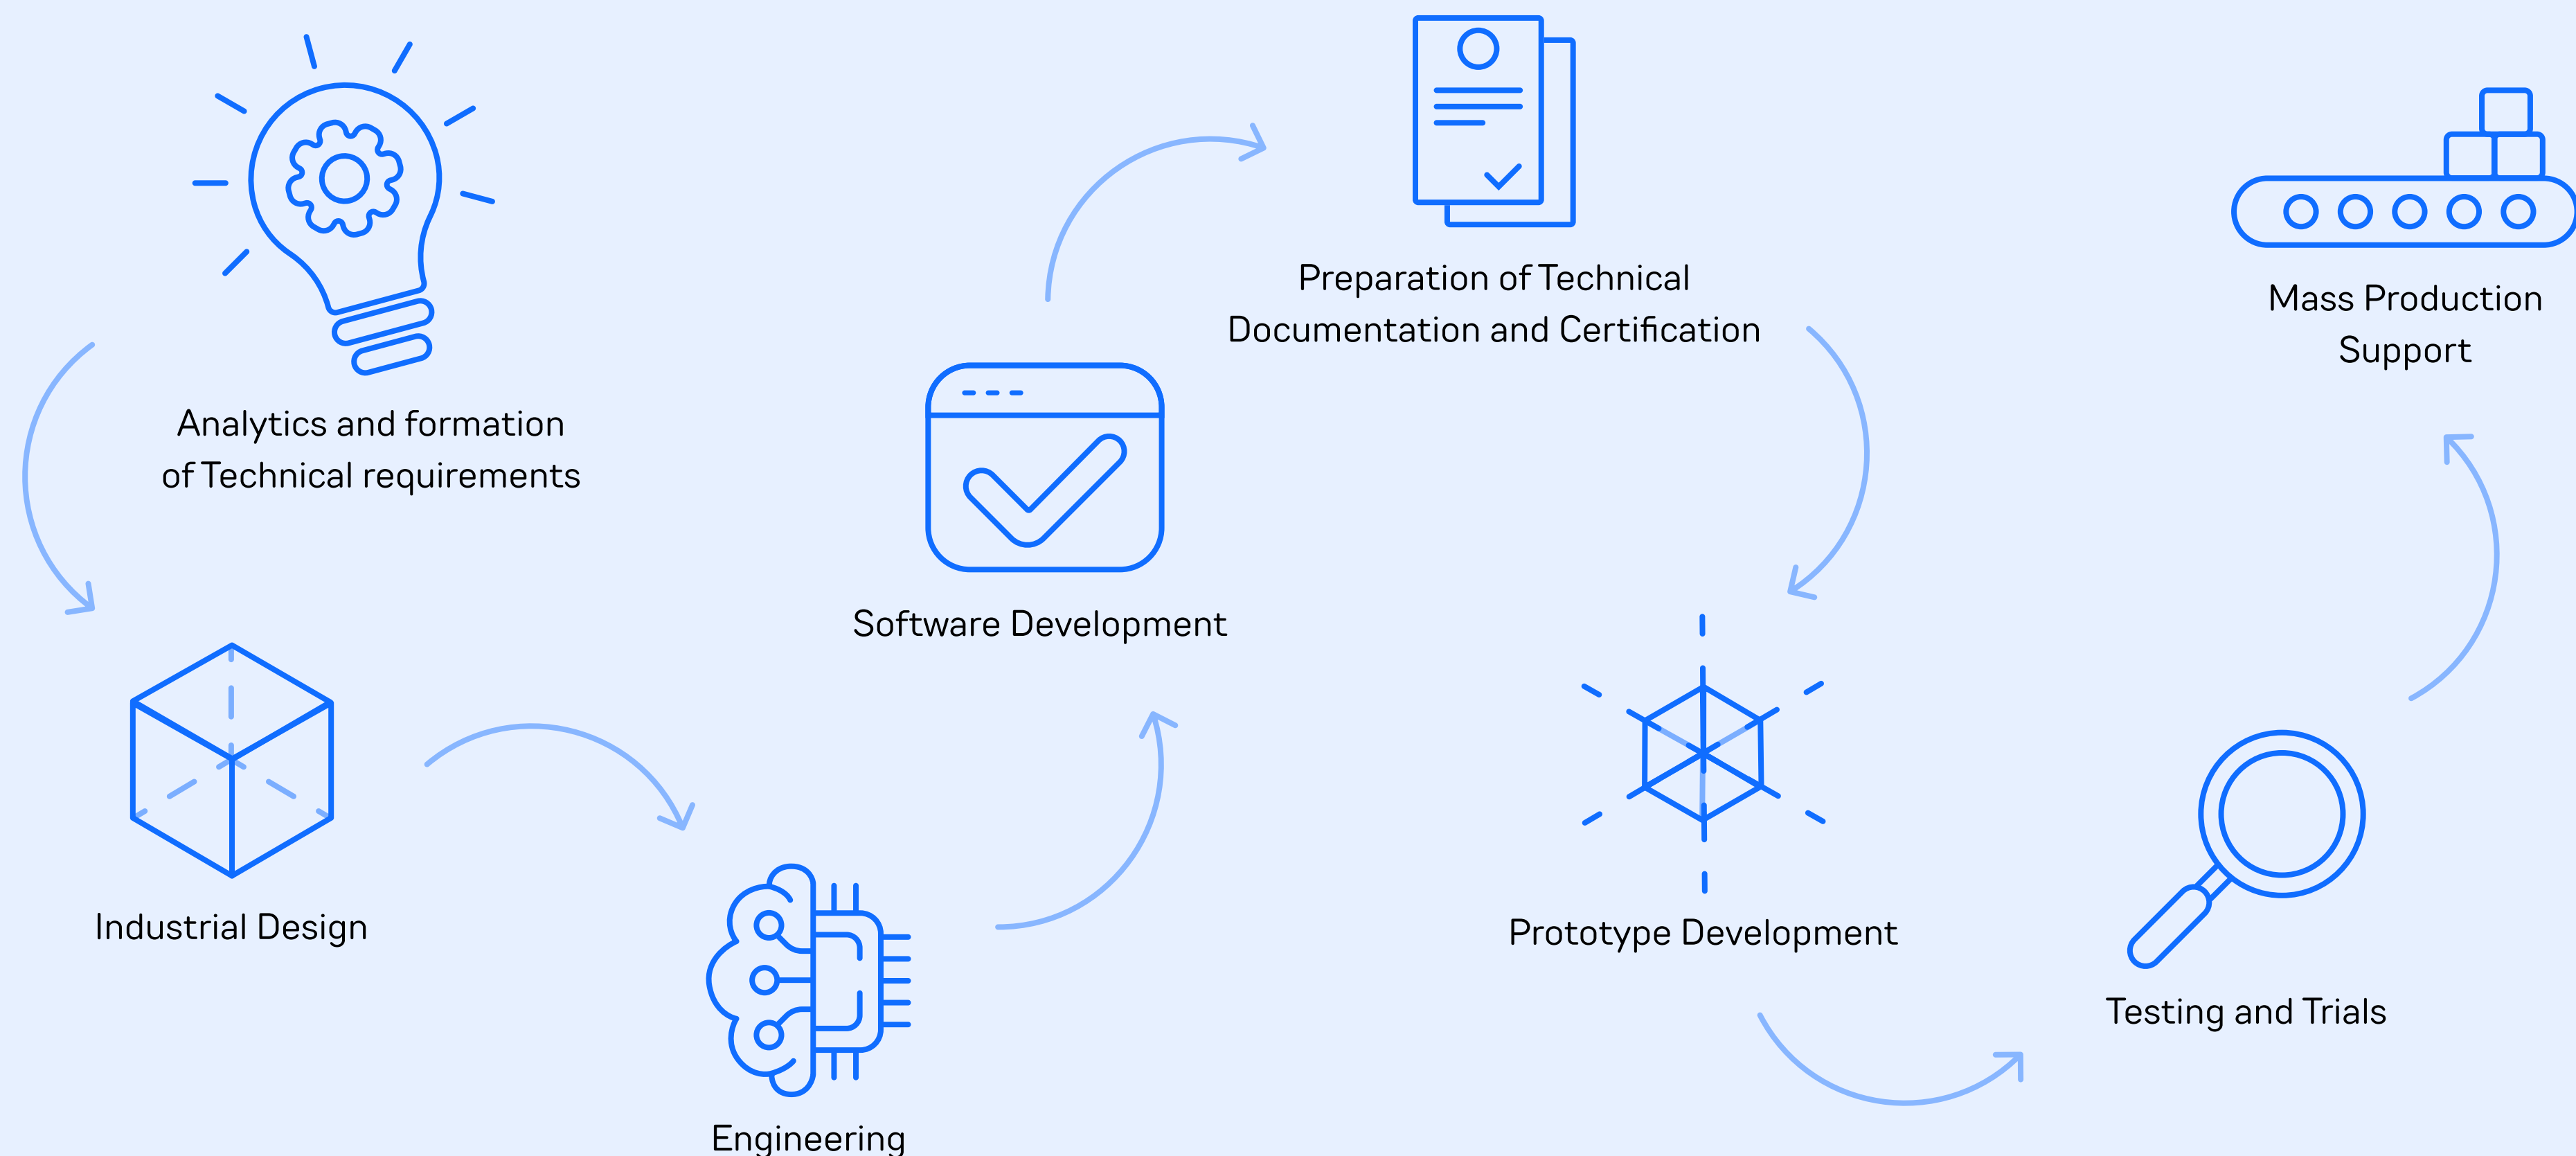 Analytics and formation
of Technical requirements
Industrial Design
Engineering
Software Development
Preparation of Technical
Documentation and Certification
Prototype Development
Testing and Trials
Mass Production
Support